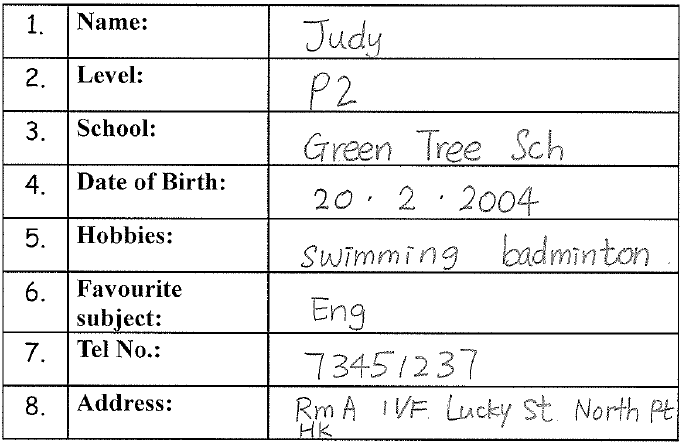 1. Name: Judy
2. Level: P2
3. School: Green Tree Sch
4. Date of Birth: 20 . 2 . 2004
5. Hobbies: swimming badminton
6. Favourite
subject: Eng
7. Tel No.: 73451237
8. Address: Rm A 1/F. Lucky St. North Pt
HK